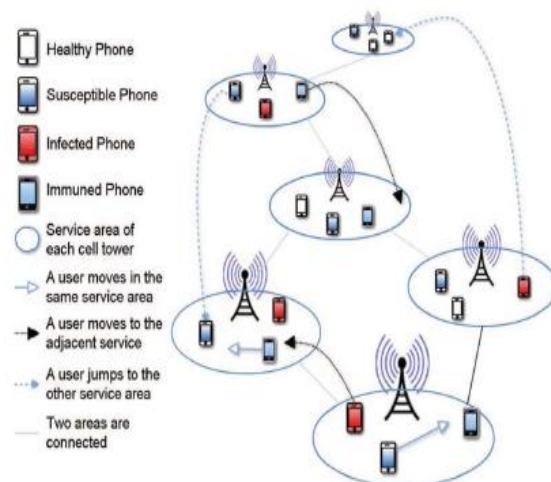 Healthy Phone
Susceptible Phone
Infected Phone
Immuned Phone
Service area of
each cell tower
A user moves in the
same service area
A user moves to the
adjacent service
A user jumps to the
other service area
Two areas are
connected